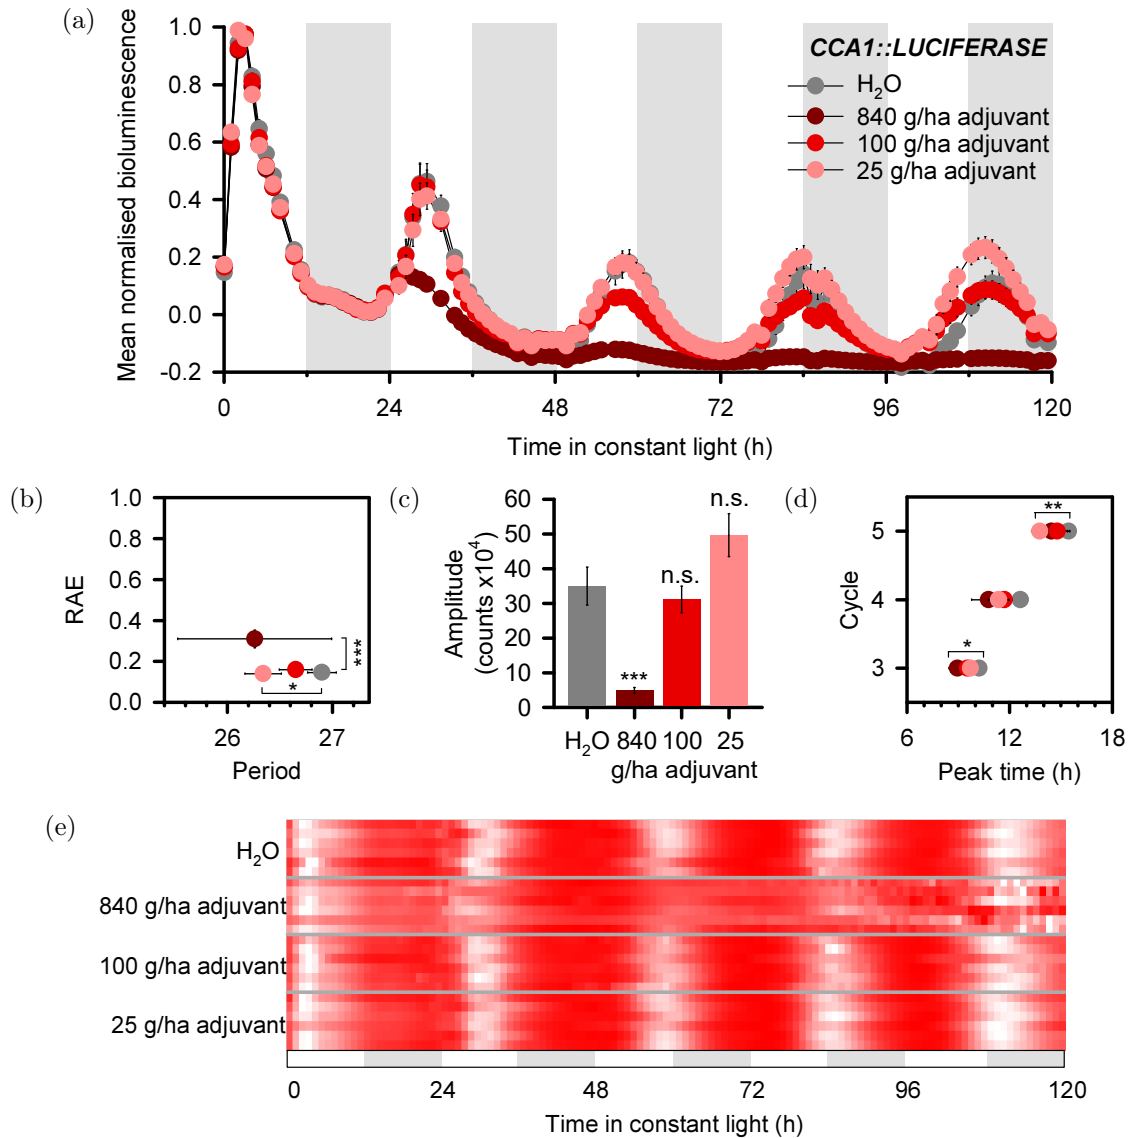 (a)
Mean normalised bioluminescence
1.0
0.8
0.6
0.4
0.2
0.0
-0.2
CCA1::LUCIFERASE
H₂O
840 g/ha adjuvant
100 g/ha adjuvant
25 g/ha adjuvant
0 24 48 72 96 120
Time in constant light (h)
(b)
RAE
1.0
0.8
0.6
0.4
0.2
0.0
***
*
26 27
Period
(c)
Amplitude
(counts x10⁴)
60
50
40
30
20
10
0
***
n.s.
n.s.
H₂O 840 100 25
g/ha adjuvant
(d)
Cycle
5
4
3
**
*
6 12 18
Peak time (h)
(e)
H₂O
840 g/ha adjuvant
100 g/ha adjuvant
25 g/ha adjuvant
0 24 48 72 96 120
Time in constant light (h)